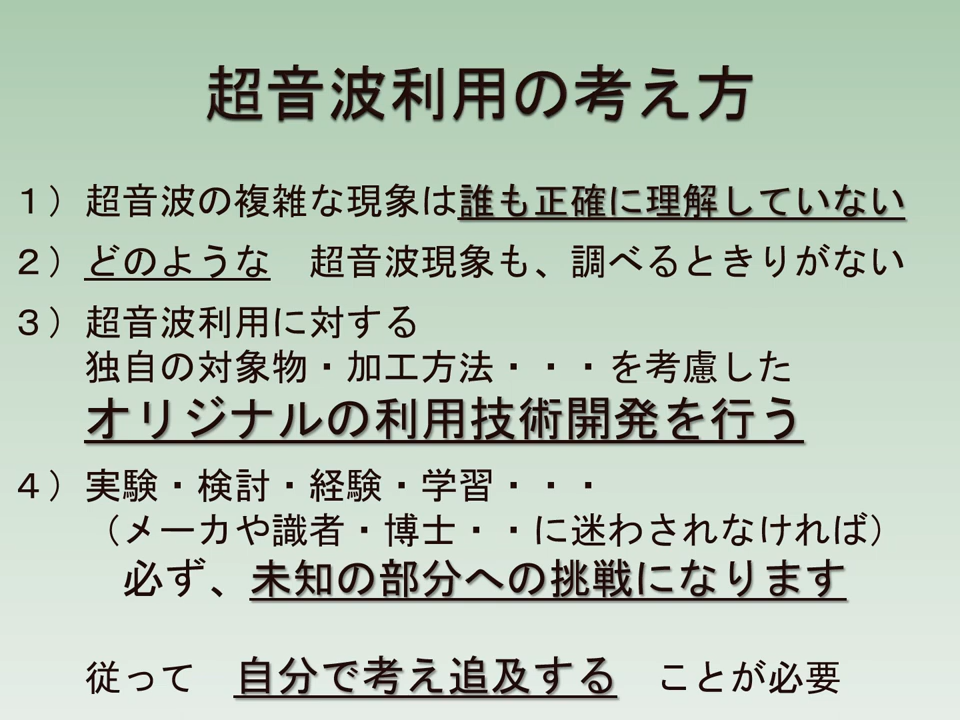 超音波利用の考え方
１）超音波の複雑な現象は誰も正確に理解していない
２）どのような　超音波現象も、調べるときりがない
３）超音波利用に対する
独自の対象物・加工方法・・・を考慮した
オリジナルの利用技術開発を行う
４）実験・検討・経験・学習・・・
（メーカや識者・博士・・に迷わされなければ）
必ず、未知の部分への挑戦になります
従って　自分で考え追及する　ことが必要